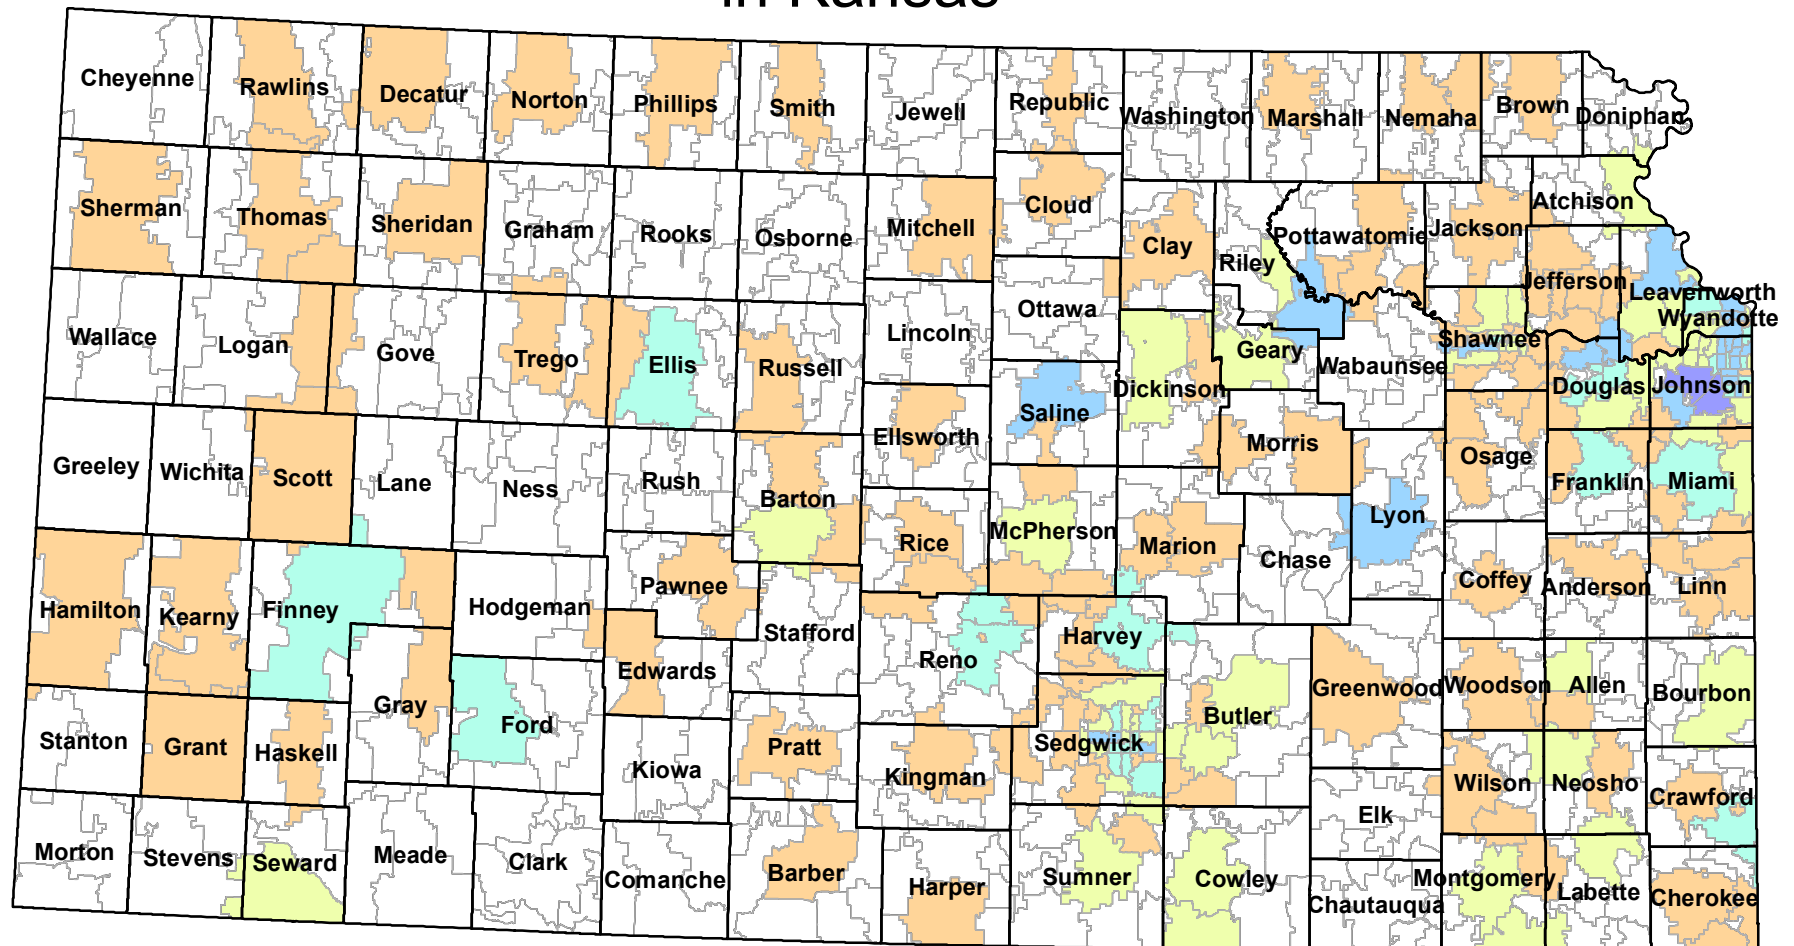 in Kansas
Cheyenne
Rawlins
Decatur
Norton
Phillips
Smith
Jewell
Republic
Washington
Marshall
Nemaha
Brown
Doniphan
Sherman
Thomas
Sheridan
Graham
Rooks
Osborne
Mitchell
Cloud
Clay
Riley
Pottawatomie
Jackson
Atchison
Jefferson
Leavenworth
Wyandotte
Wallace
Logan
Gove
Trego
Ellis
Russell
Lincoln
Ottawa
Saline
Dickinson
Geary
Wabaunsee
Shawnee
Douglas
Johnson
Greeley
Wichita
Scott
Lane
Ness
Rush
Barton
Ellsworth
Rice
McPherson
Marion
Morris
Chase
Lyon
Osage
Franklin
Miami
Hamilton
Kearny
Finney
Hodgeman
Pawnee
Stafford
Edwards
Reno
Harvey
Coffey
Anderson
Linn
Gray
Ford
Kiowa
Pratt
Kingman
Sedgwick
Butler
Greenwood
Woodson
Allen
Bourbon
Stanton
Grant
Haskell
Wilson
Neosho
Crawford
Morton
Stevens
Seward
Meade
Clark
Comanche
Barber
Harper
Sumner
Cowley
Elk
Chautauqua
Montgomery
Labette
Cherokee